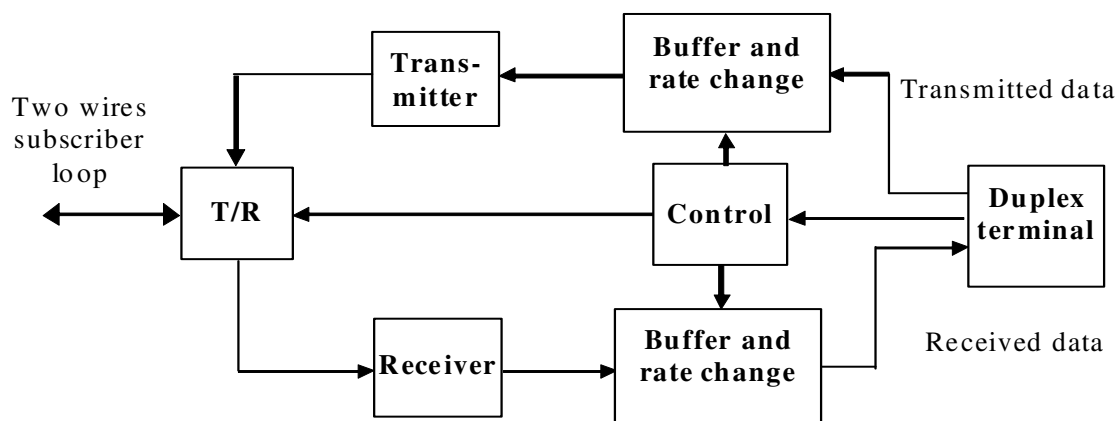 Buffer and
rate change
Trans-
mitter
Transmitted data
Two wires
subscriber
loop
T/R
Control
Duplex
terminal
Receiver
Buffer and
rate change
Received data